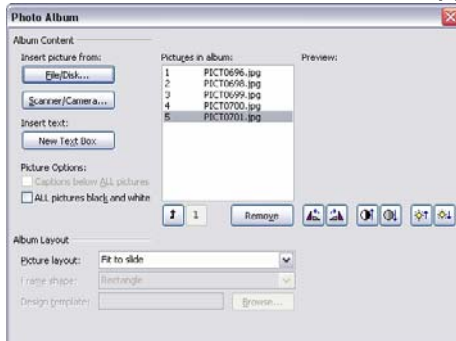 Photo Album
Album Content
Insert picture from:
File/Disk...
Scanner/Camera...
Insert text:
New Text Box
Picture Options:
Captions below ALL pictures
ALL pictures black and white
Pictures in album:
1 PICT0696.jpg
2 PICT0698.jpg
3 PICT0699.jpg
4 PICT0700.jpg
5 PICT0701.jpg
Remove
Preview:
Album Layout
Picture layout: Fit to slide
Frame shape: Rectangle
Design template: Browse...